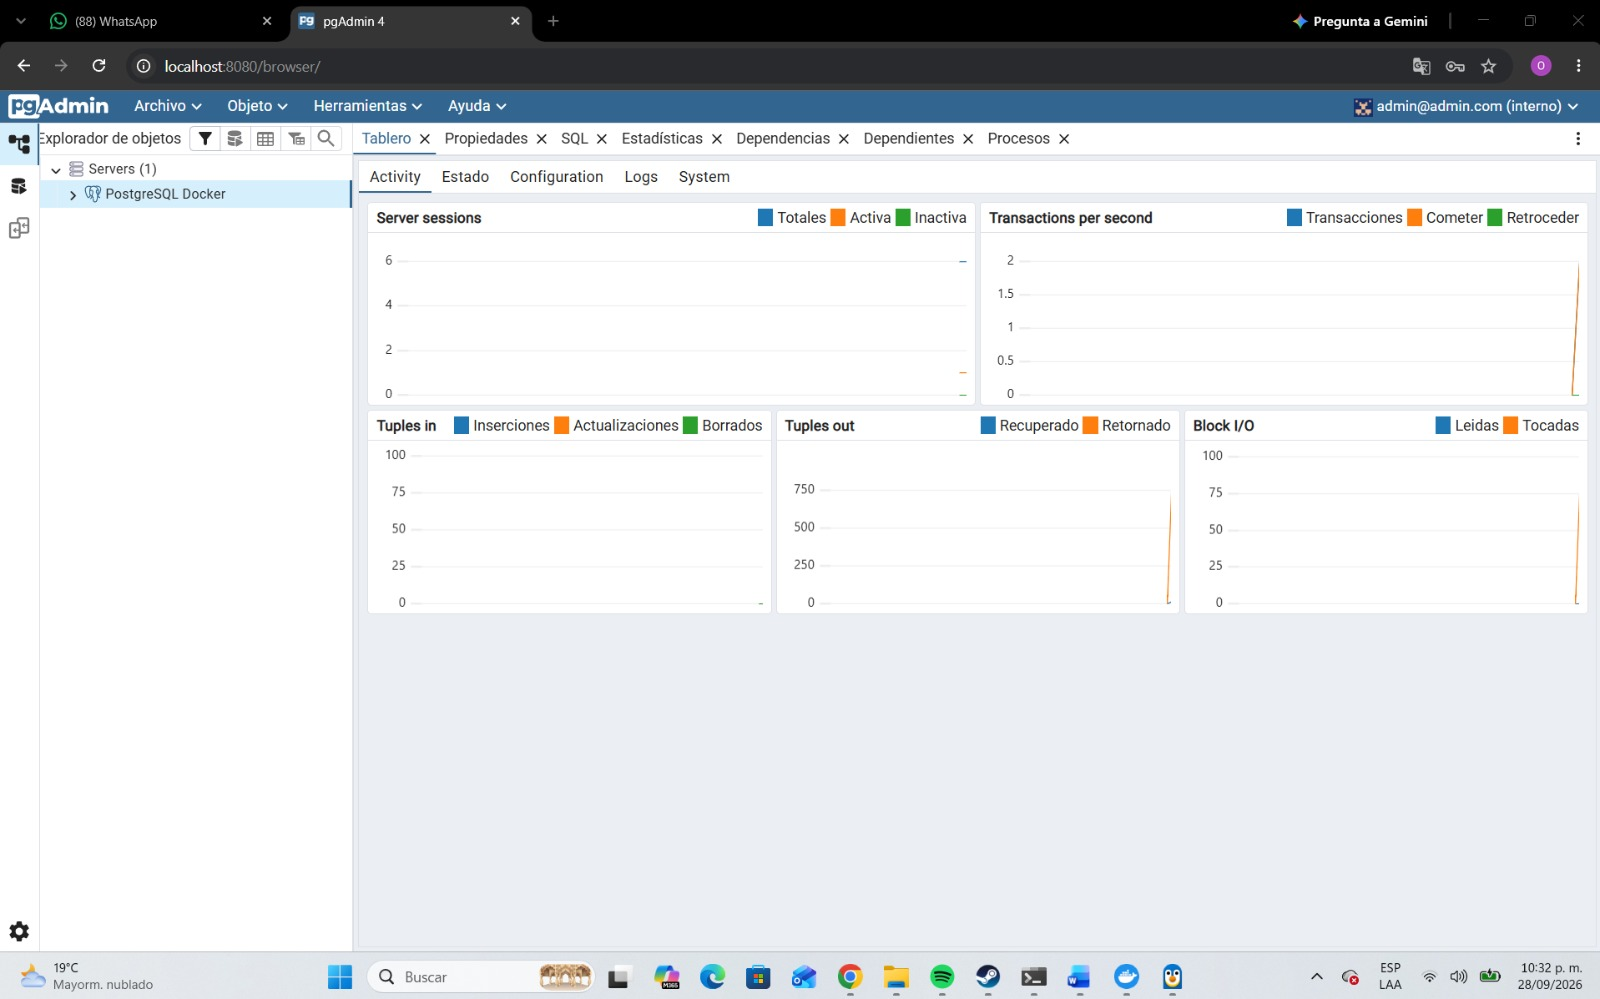 (88) WhatsApp
pgAdmin 4
Pregunta a Gemini
localhost:8080/browser/
O
pgAdmin Archivo Objeto Herramientas Ayuda admin@admin.com (interno)
Explorador de objetos
Tablero Propiedades SQL Estadísticas Dependencias Dependientes Procesos
Servers (1)
PostgreSQL Docker
Activity Estado Configuration Logs System
Server sessions Totales Activa Inactiva
6
4
2
0
Transactions per second Transacciones Cometer Retroceder
2
1.5
1
0.5
0
Tuples in Inserciones Actualizaciones Borrados
100
75
50
25
0
Tuples out Recuperado Retornado
750
500
250
0
Block I/O Leidas Tocadas
100
75
50
25
0
19°C
Mayorm. nublado
Buscar
M365
ESP
LAA
10:32 p. m.
28/09/2026